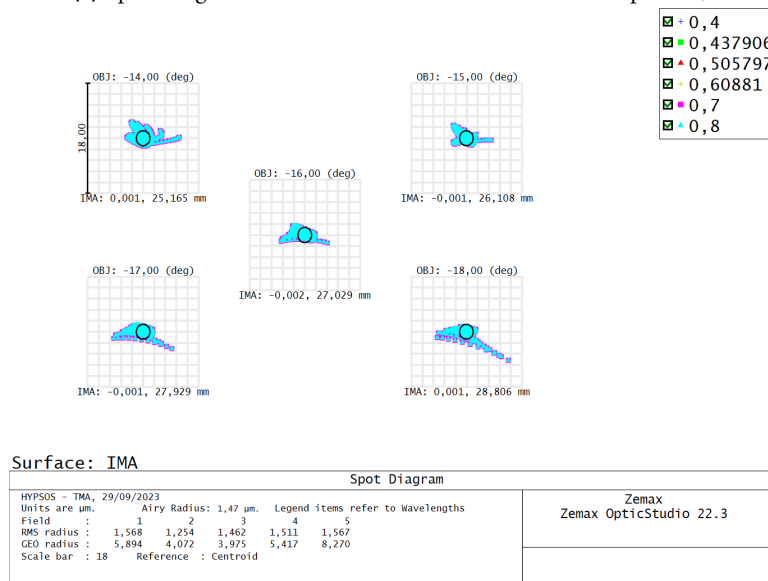 + 0,4
0,437906
0,505797
+ 0,60881
0,7
0,8
OBJ: -14,00 (deg)
OBJ: -15,00 (deg)
18,00
IMA: 0,001, 25,165 mm
IMA: -0,001, 26,108 mm
OBJ: -16,00 (deg)
IMA: -0,002, 27,029 mm
OBJ: -17,00 (deg)
OBJ: -18,00 (deg)
IMA: -0,001, 27,929 mm
IMA: 0,001, 28,806 mm
Surface: IMA
Spot Diagram
HYPSOS - TMA, 29/09/2023
Units are µm. Airy Radius: 1,47 µm. Legend items refer to Wavelengths
Field : 1 2 3 4 5
RMS radius : 1,568 1,254 1,462 1,511 1,567
GEO radius : 5,894 4,072 3,975 5,417 8,270
Scale bar : 18 Reference : Centroid
Zemax
Zemax OpticStudio 22.3